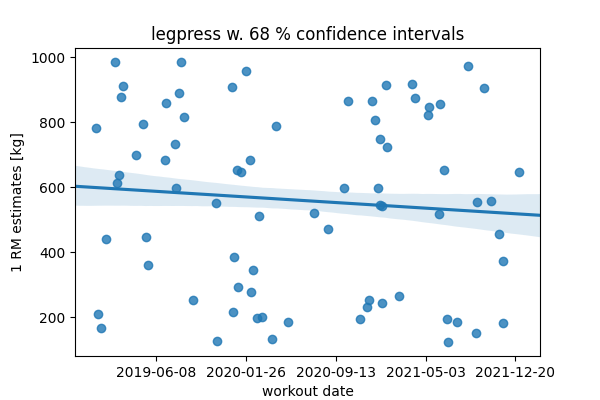 legpress w. 68 % confidence intervals
1 RM estimates [kg]
1000
800
600
400
200
2019-06-08 2020-01-26 2020-09-13 2021-05-03 2021-12-20
workout date